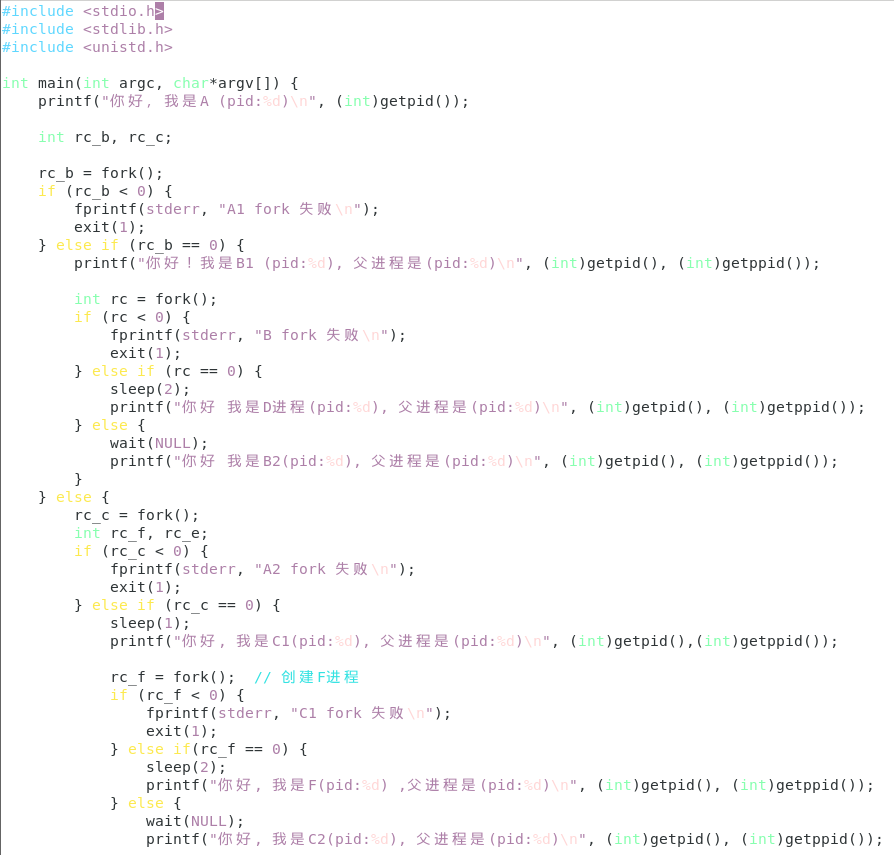 #include <stdio.h>
#include <stdlib.h>
#include <unistd.h>

int main(int argc, char*argv[]) {
    printf("你好, 我是A (pid:%d)\n", (int)getpid());

    int rc_b, rc_c;

    rc_b = fork();
    if (rc_b < 0) {
        fprintf(stderr, "A1 fork 失败\n");
        exit(1);
    } else if (rc_b == 0) {
        printf("你好！我是B1 (pid:%d), 父进程是(pid:%d)\n", (int)getpid(), (int)getppid());

        int rc = fork();
        if (rc < 0) {
            fprintf(stderr, "B fork 失败\n");
            exit(1);
        } else if (rc == 0) {
            sleep(2);
            printf("你好 我是D进程(pid:%d), 父进程是(pid:%d)\n", (int)getpid(), (int)getppid());
        } else {
            wait(NULL);
            printf("你好 我是B2(pid:%d), 父进程是(pid:%d)\n", (int)getpid(), (int)getppid());
        }
    } else {
        rc_c = fork();
        int rc_f, rc_e;
        if (rc_c < 0) {
            fprintf(stderr, "A2 fork 失败\n");
            exit(1);
        } else if (rc_c == 0) {
            sleep(1);
            printf("你好, 我是C1(pid:%d), 父进程是(pid:%d)\n", (int)getpid(),(int)getppid());

            rc_f = fork();  // 创建F进程
            if (rc_f < 0) {
                fprintf(stderr, "C1 fork 失败\n");
                exit(1);
            } else if(rc_f == 0) {
                sleep(2);
                printf("你好, 我是F(pid:%d) ,父进程是(pid:%d)\n", (int)getpid(), (int)getppid());
            } else {
                wait(NULL);
                printf("你好, 我是C2(pid:%d), 父进程是(pid:%d)\n", (int)getpid(), (int)getppid());